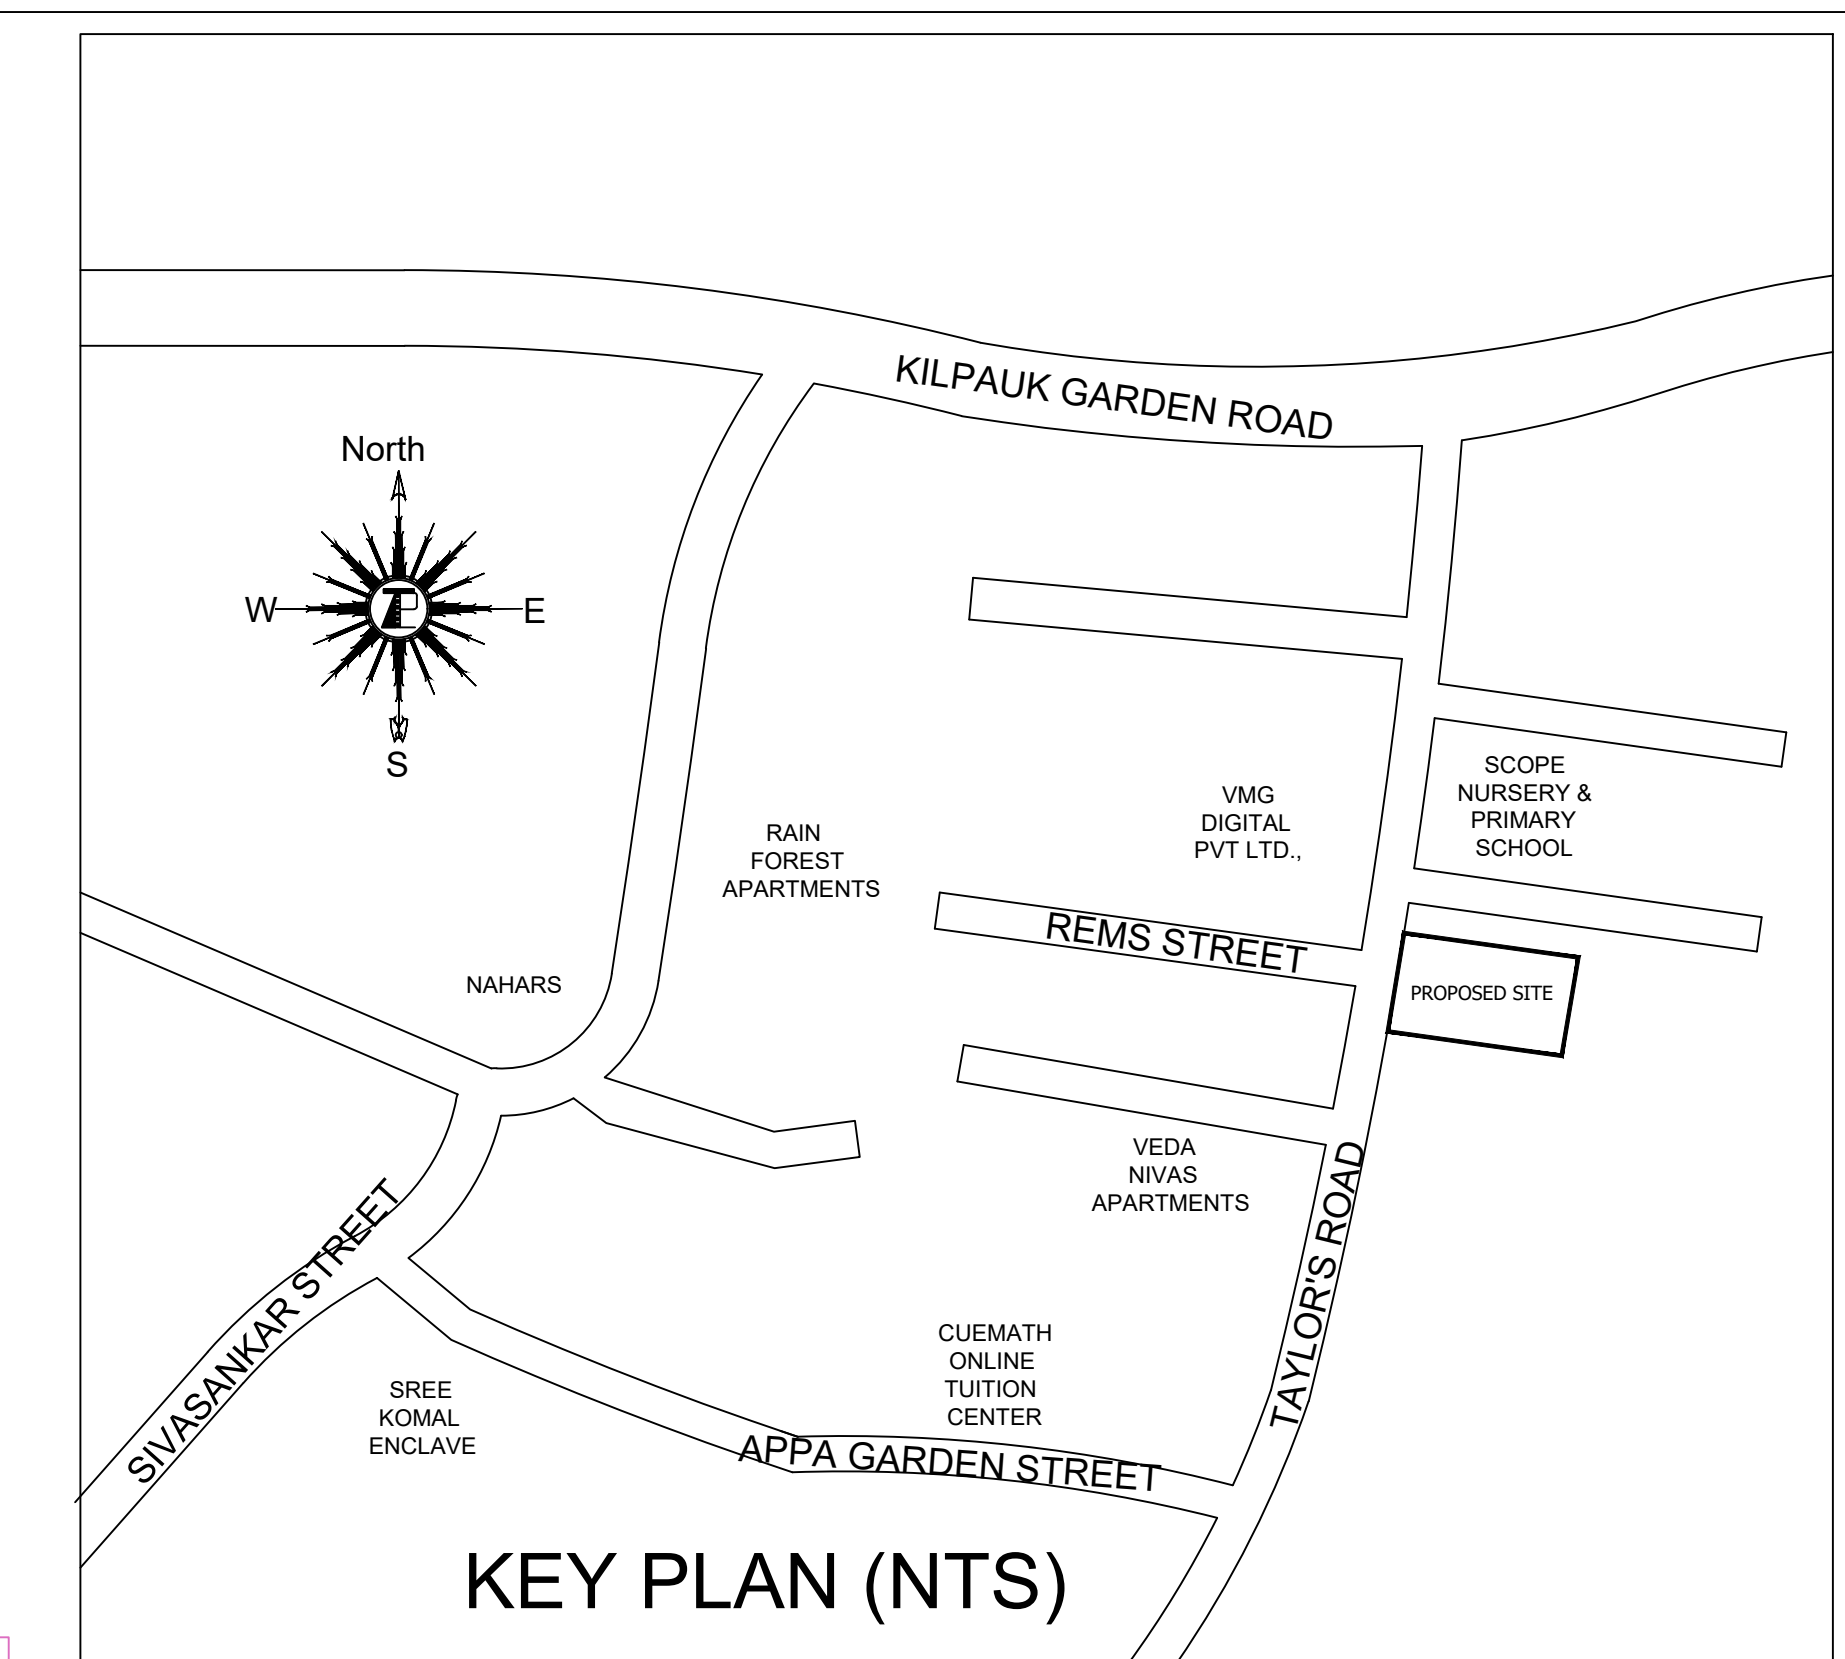 KILPAUK GARDEN ROAD
North
W
E
S
SCOPE
NURSERY &
PRIMARY
SCHOOL
VMG
DIGITAL
PVT LTD.,
RAIN
FOREST
APARTMENTS
REMS STREET
NAHARS
PROPOSED SITE
VEDA
NIVAS
APARTMENTS
TAYLOR'S ROAD
SIVASANKAR STREET
CUEMATH
ONLINE
TUITION
CENTER
SREE
KOMAL
ENCLAVE
APPA GARDEN STREET
KEY PLAN (NTS)